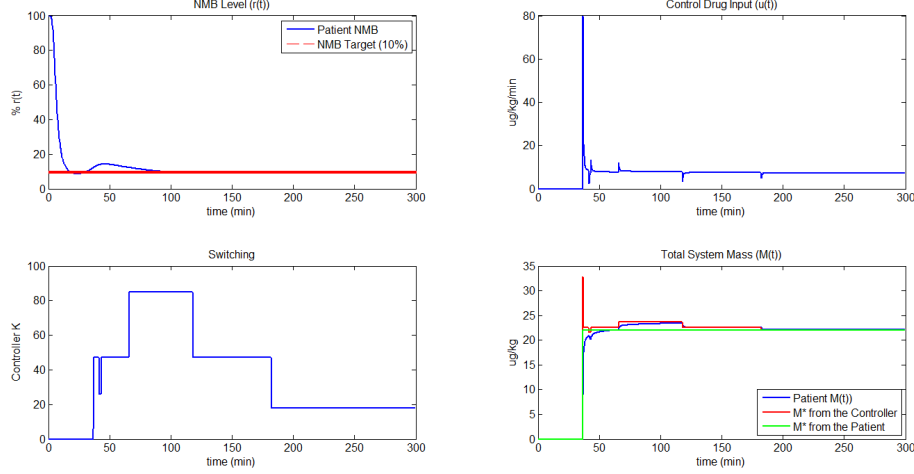 NMB Level (r(t))
100
80
60
40
20
0
% r(t)
Patient NMB
NMB Target (10%)
0 50 100 150 200 250 300
time (min)
Control Drug Input (u(t))
80
60
40
20
0
ug/kg/min
0 50 100 150 200 250 300
time (min)
Switching
100
80
60
40
20
0
Controller K
0 50 100 150 200 250 300
time (min)
Total System Mass (M(t))
35
30
25
20
15
10
5
0
ug/kg
Patient M(t))
M* from the Controller
M* from the Patient
0 50 100 150 200 250 300
time (min)